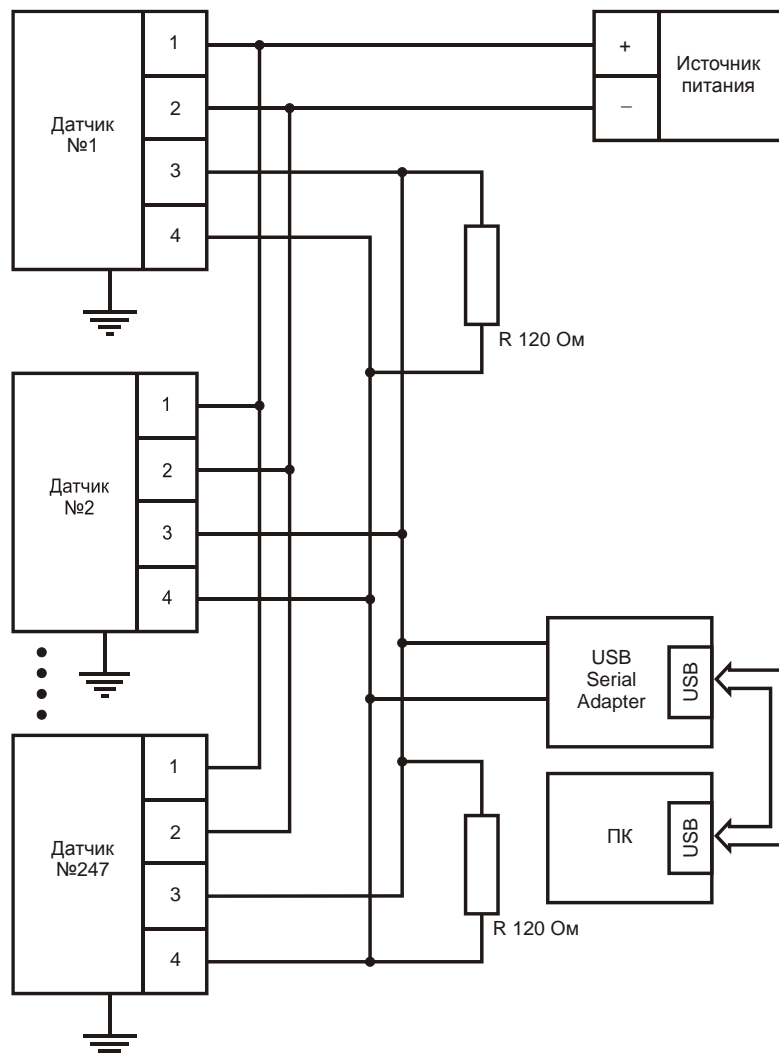 1
2
3
4
Датчик
№1
+
–
Источник
питания
R 120 Ом
1
2
3
4
Датчик
№2
USB
Serial
Adapter
USB
1
2
3
4
Датчик
№247
ПК
USB
R 120 Ом